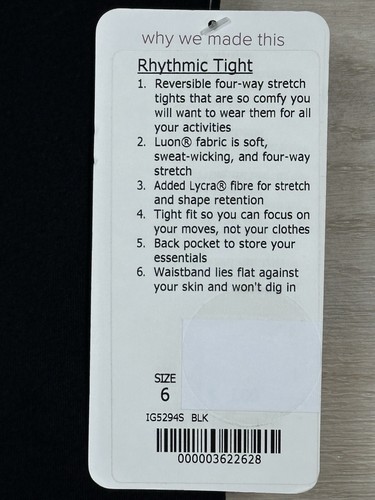 why we made this
Rhythmic Tight
1. Reversible four-way stretch
tights that are so comfy you
will want to wear them for all
your activities
2. Luon® fabric is soft,
sweat-wicking, and four-way
stretch
3. Added Lycra® fibre for stretch
and shape retention
4. Tight fit so you can focus on
your moves, not your clothes
5. Back pocket to store your
essentials
6. Waistband lies flat against
your skin and won't dig in
SIZE
6
IG5294S BLK
000003622628